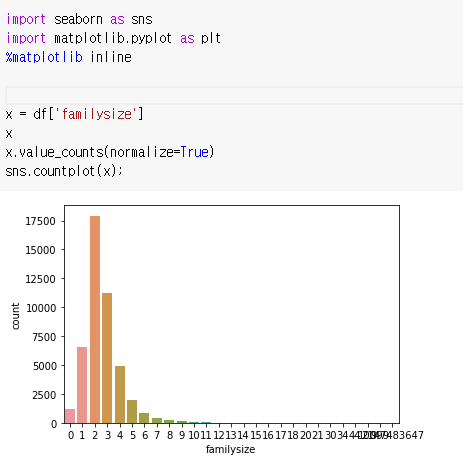 import seaborn as sns
import matplotlib.pyplot as plt
%matplotlib inline
x = df['familysize']
x
x.value_counts(normalize=True)
sns.countplot(x);
17500
15000
12500
10000
7500
5000
2500
0
count
0 1 2 3 4 5 6 7 8 9 10 11 12 13 14 15 16 17 18 20 21 30 34 44
familysize